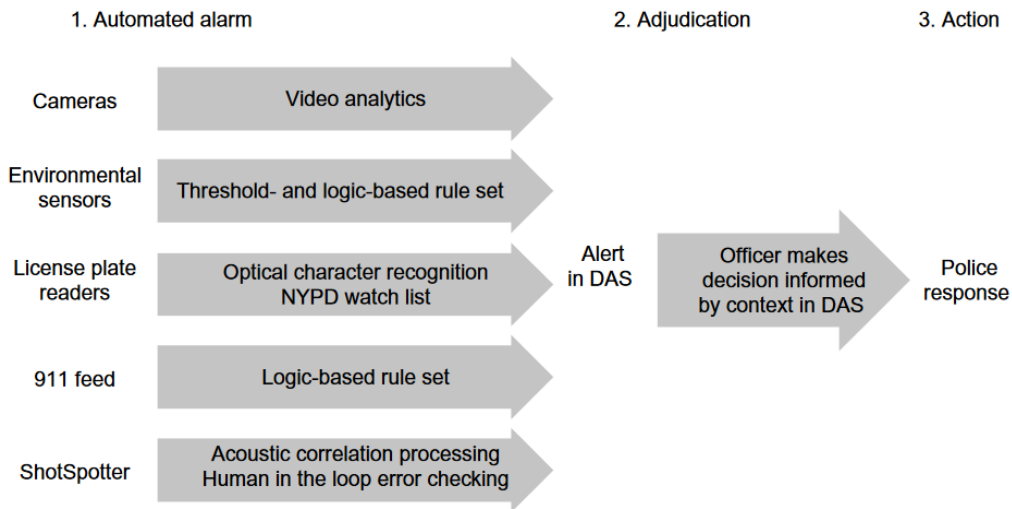 1. Automated alarm
2. Adjudication
3. Action
Cameras
Video analytics
Environmental
sensors
Threshold- and logic-based rule set
License plate
readers
Optical character recognition
NYPD watch list
911 feed
Logic-based rule set
ShotSpotter
Acoustic correlation processing
Human in the loop error checking
Alert
in DAS
Officer makes
decision informed
by context in DAS
Police
response